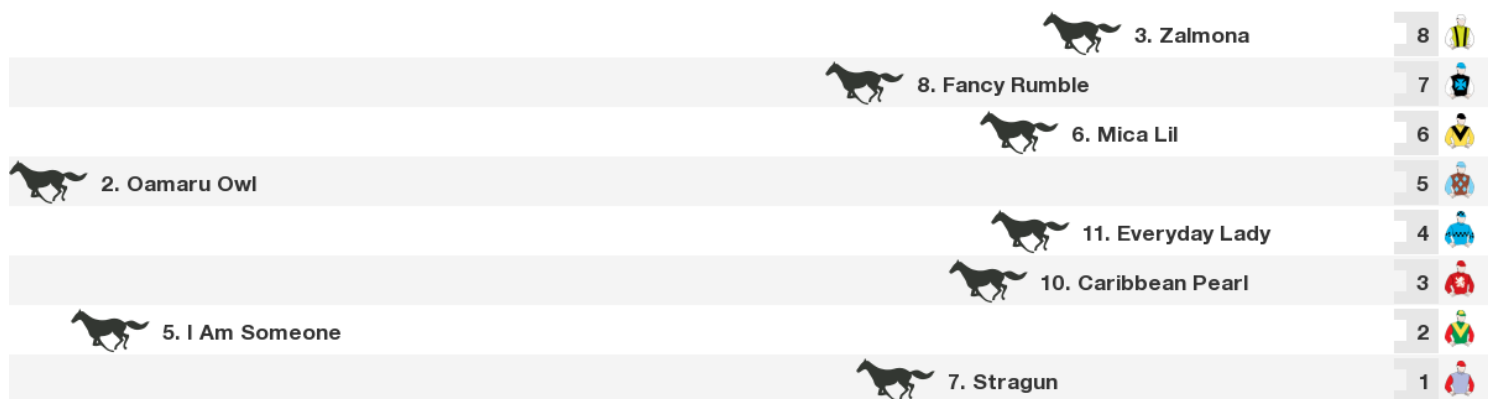 3. Zalmona 8
8. Fancy Rumble 7
6. Mica Lil 6
2. Oamaru Owl 5
11. Everyday Lady 4
10. Caribbean Pearl 3
5. I Am Someone 2
7. Stragun 1